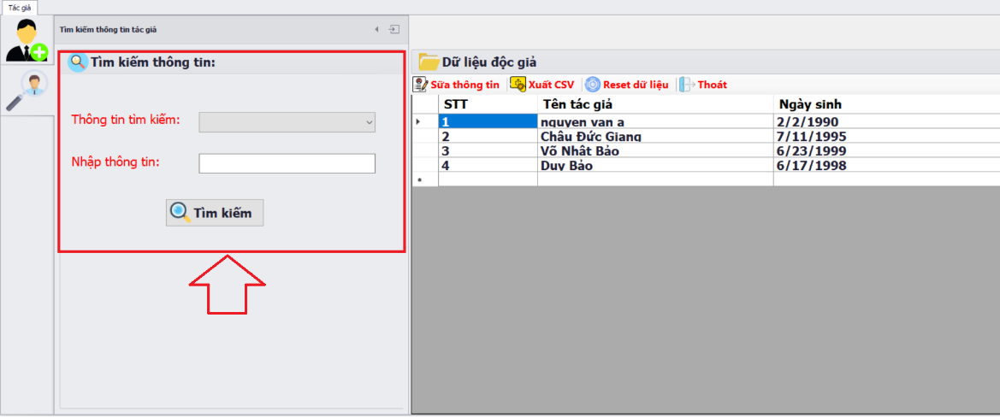 Tác giả
Tìm kiếm thông tin tác giả
Tìm kiếm thông tin:
Thông tin tìm kiếm:
Nhập thông tin:
Tìm kiếm
Dữ liệu độc giả
Sửa thông tin Xuất CSV Reset dữ liệu Thoát
STT Tên tác giả Ngày sinh
1 nguyen van a 2/2/1990
2 Châu Đức Giang 7/11/1995
3 Võ Nhật Bảo 6/23/1999
4 Duy Bảo 6/17/1998